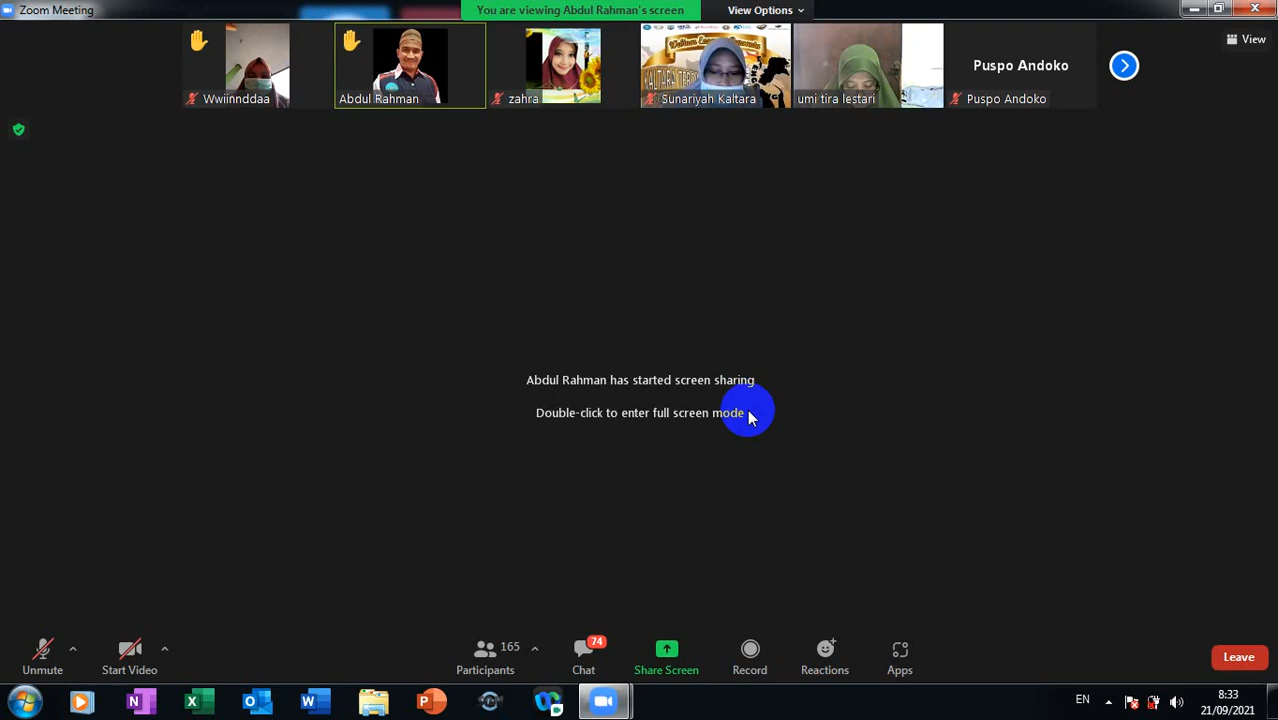 Zoom Meeting
You are viewing Abdul Rahman's screen
View Options
View
Wwiinnddaa
Abdul Rahman
zahra
KALTARA
Sunariyah Kaltara
umi tira lestari
Puspo Andoko
Puspo Andoko
Abdul Rahman has started screen sharing
Double-click to enter full screen mode
Unmute
Start Video
165
Participants
74
Chat
Share Screen
Record
Reactions
Apps
Leave
EN
8:33
21/09/2021